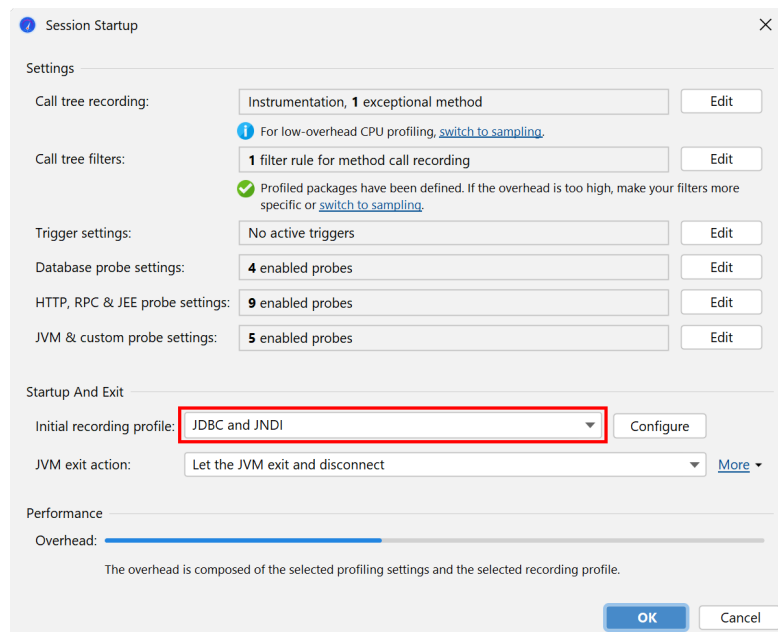 Session Startup
Settings
Call tree recording: Instrumentation, 1 exceptional method Edit
For low-overhead CPU profiling, switch to sampling.
Call tree filters: 1 filter rule for method call recording Edit
Profiled packages have been defined. If the overhead is too high, make your filters more
specific or switch to sampling.
Trigger settings: No active triggers Edit
Database probe settings: 4 enabled probes Edit
HTTP, RPC & JEE probe settings: 9 enabled probes Edit
JVM & custom probe settings: 5 enabled probes Edit
Startup And Exit
Initial recording profile: JDBC and JNDI Configure
JVM exit action: Let the JVM exit and disconnect More
Performance
Overhead:
The overhead is composed of the selected profiling settings and the selected recording profile.
OK Cancel